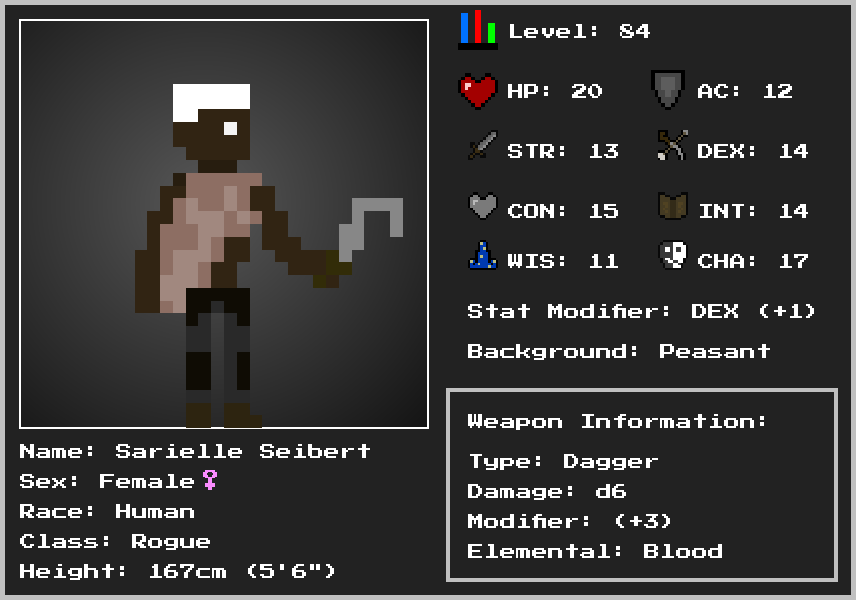 Level: 84
HP: 20
AC: 12
STR: 13
DEX: 14
CON: 15
INT: 14
WIS: 11
CHA: 17
Stat Modifier: DEX (+1)
Background: Peasant
Weapon Information:
Type: Dagger
Damage: d6
Modifier: (+3)
Elemental: Blood
Name: Sarielle Seibert
Sex: Female♀
Race: Human
Class: Rogue
Height: 167cm (5'6")